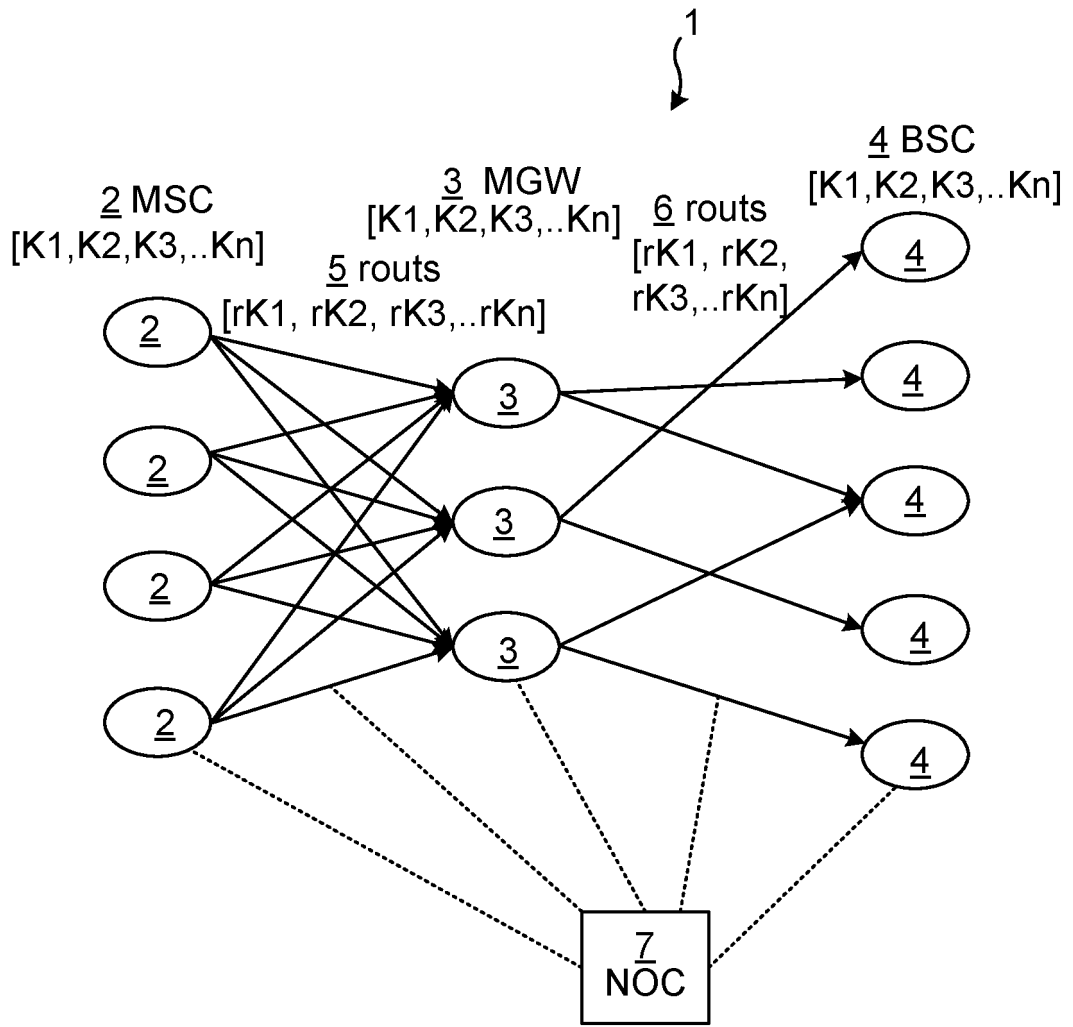 1
4 BSC
[K1,K2,K3,..Kn]
3 MGW
[K1,K2,K3,..Kn]
6 routs
[rK1, rK2,
rK3,..rKn]
2 MSC
[K1,K2,K3,..Kn]
5 routs
[rK1, rK2, rK3,..rKn]
2
2
2
2
3
3
3
4
4
4
4
4
7
NOC